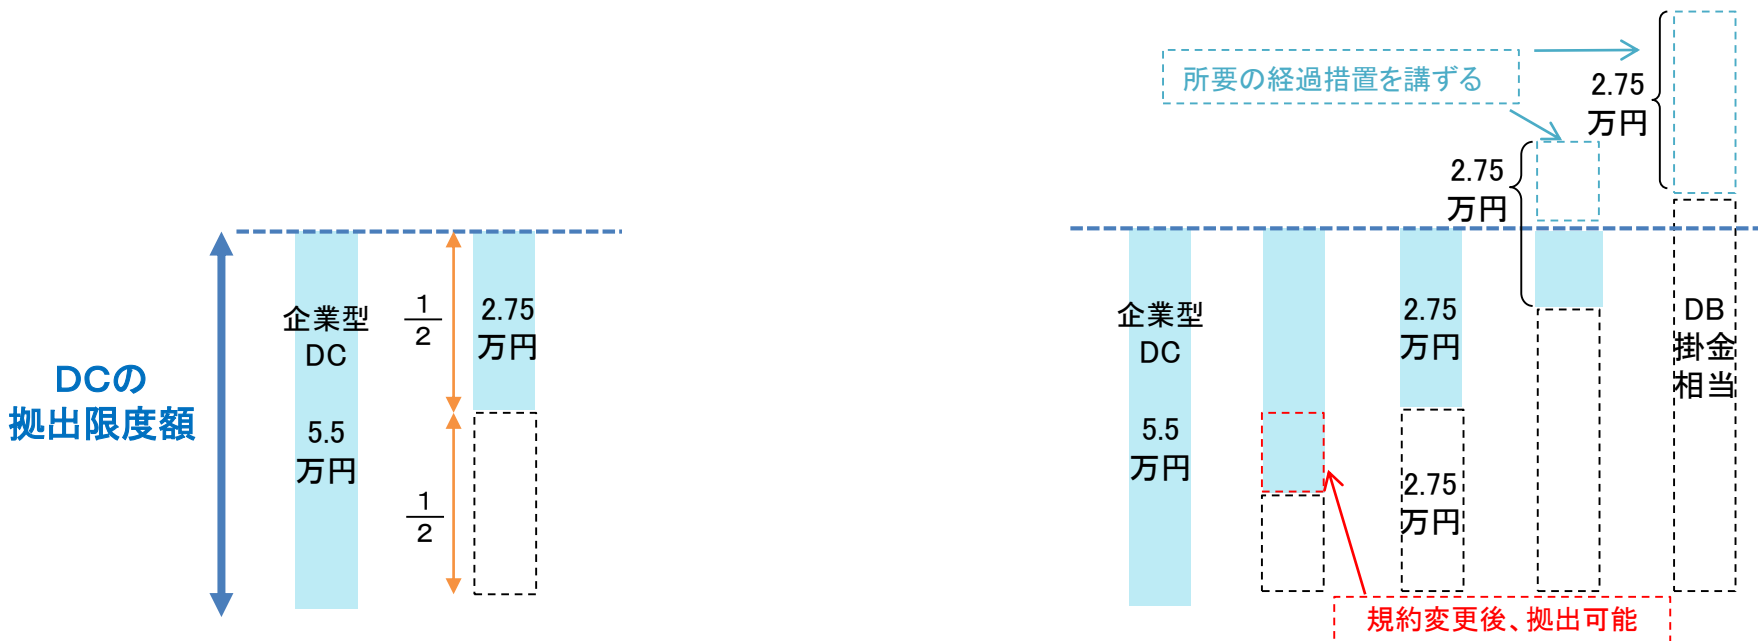 DCの
拠出限度額
企業型
DC
5.5
万円
1
2
1
2
2.75
万円
所要の経過措置を講ずる
2.75
万円
2.75
万円
企業型
DC
5.5
万円
2.75
万円
2.75
万円
DB
掛金
相当
規約変更後、拠出可能